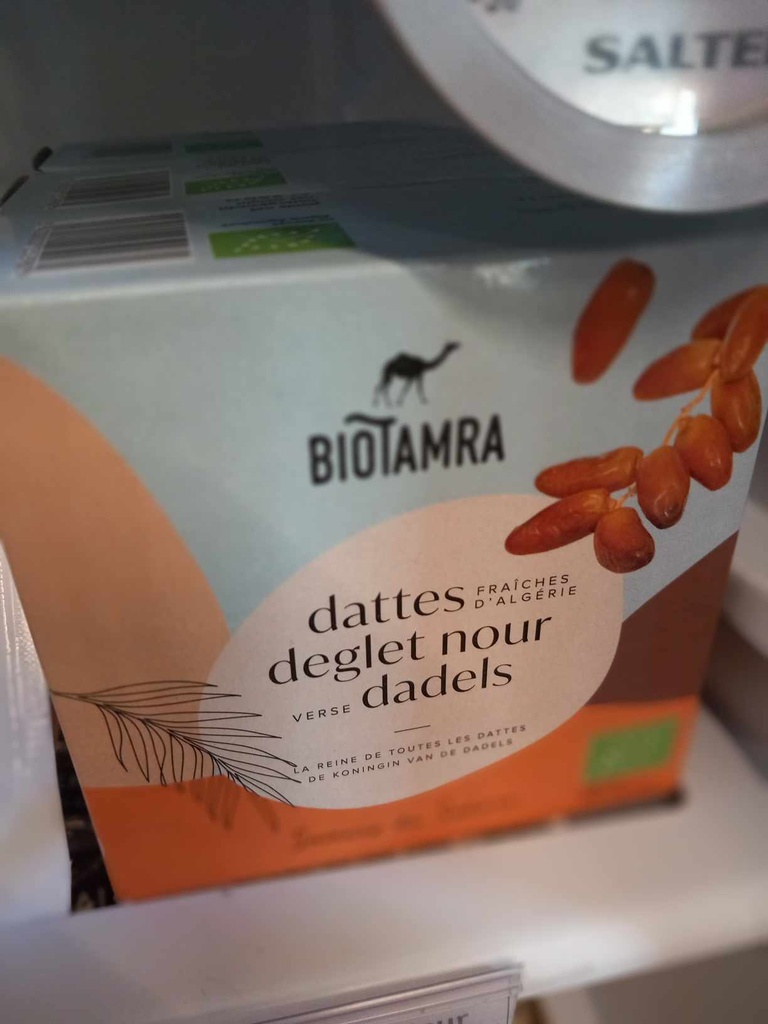 SALTE
BIOTAMRA
dattes FRAÎCHES D'ALGÉRIE
deglet nour
VERSE dadels
LA REINE DE TOUTES LES DATTES
DE KONINGIN VAN DE DADELS